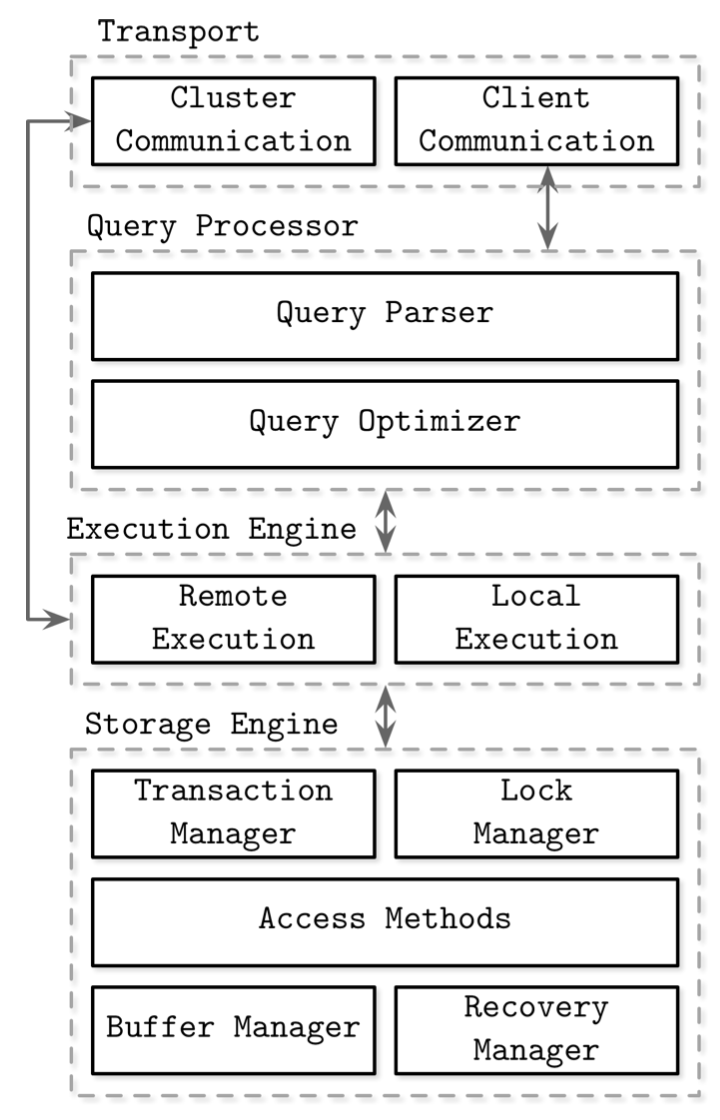 Transport
Cluster
Communication
Client
Communication
Query Processor
Query Parser
Query Optimizer
Execution Engine
Remote
Execution
Local
Execution
Storage Engine
Transaction
Manager
Lock
Manager
Access Methods
Buffer Manager
Recovery
Manager